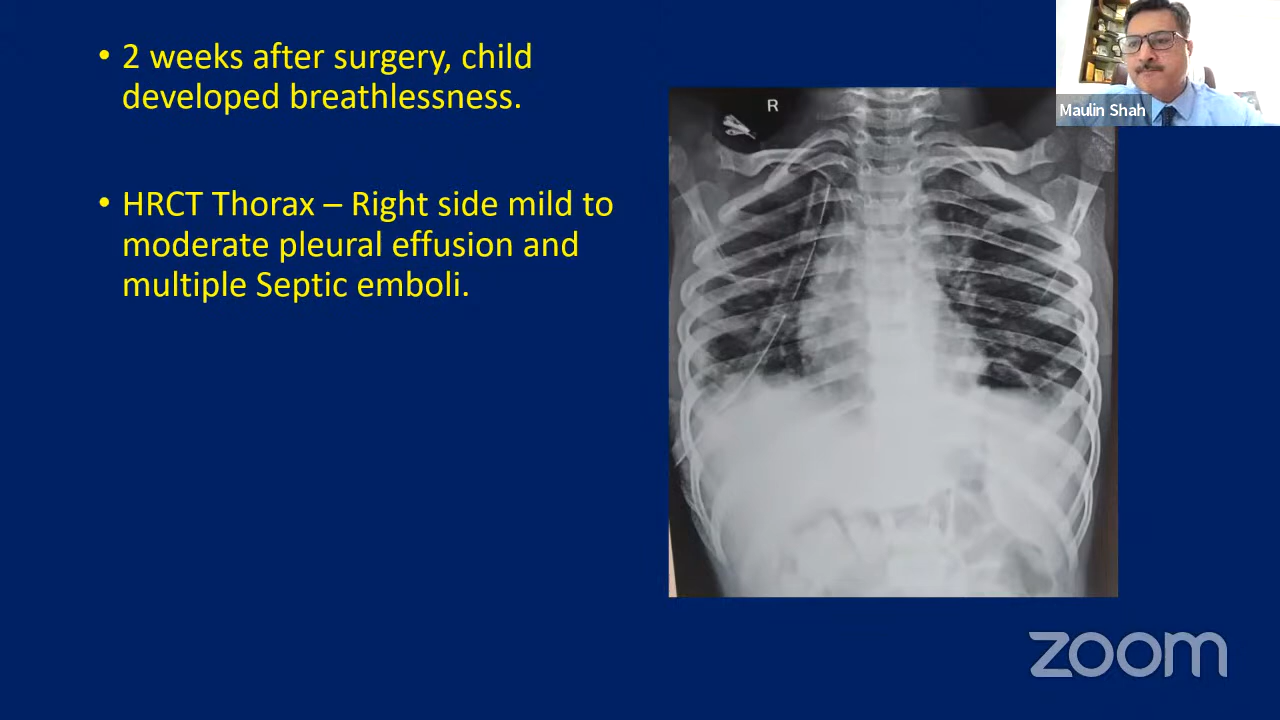 • 2 weeks after surgery, child
developed breathlessness.
• HRCT Thorax – Right side mild to
moderate pleural effusion and
multiple Septic emboli.
R
Maulin Shah
zoom